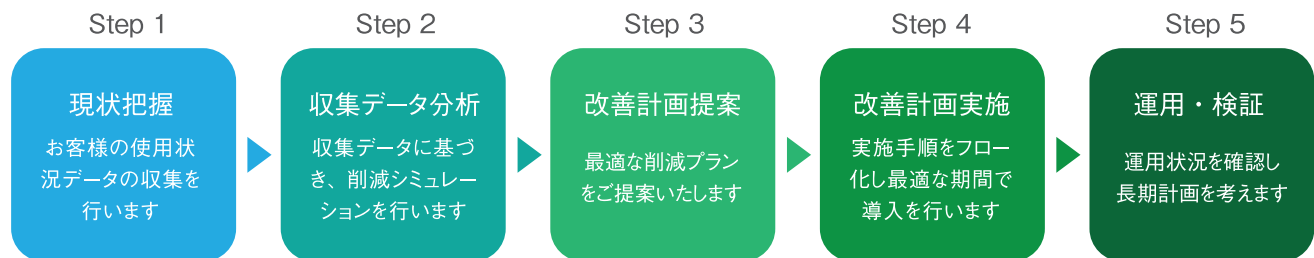 Step 1
現状把握
お客様の使用状
況データの収集を
行います
Step 2
収集データ分析
収集データに基づ
き、削減シミュレー
ションを行います
Step 3
改善計画提案
最適な削減プラン
をご提案いたします
Step 4
改善計画実施
実施手順をフロー
化し最適な期間で
導入を行います
Step 5
運用・検証
運用状況を確認し
長期計画を考えます